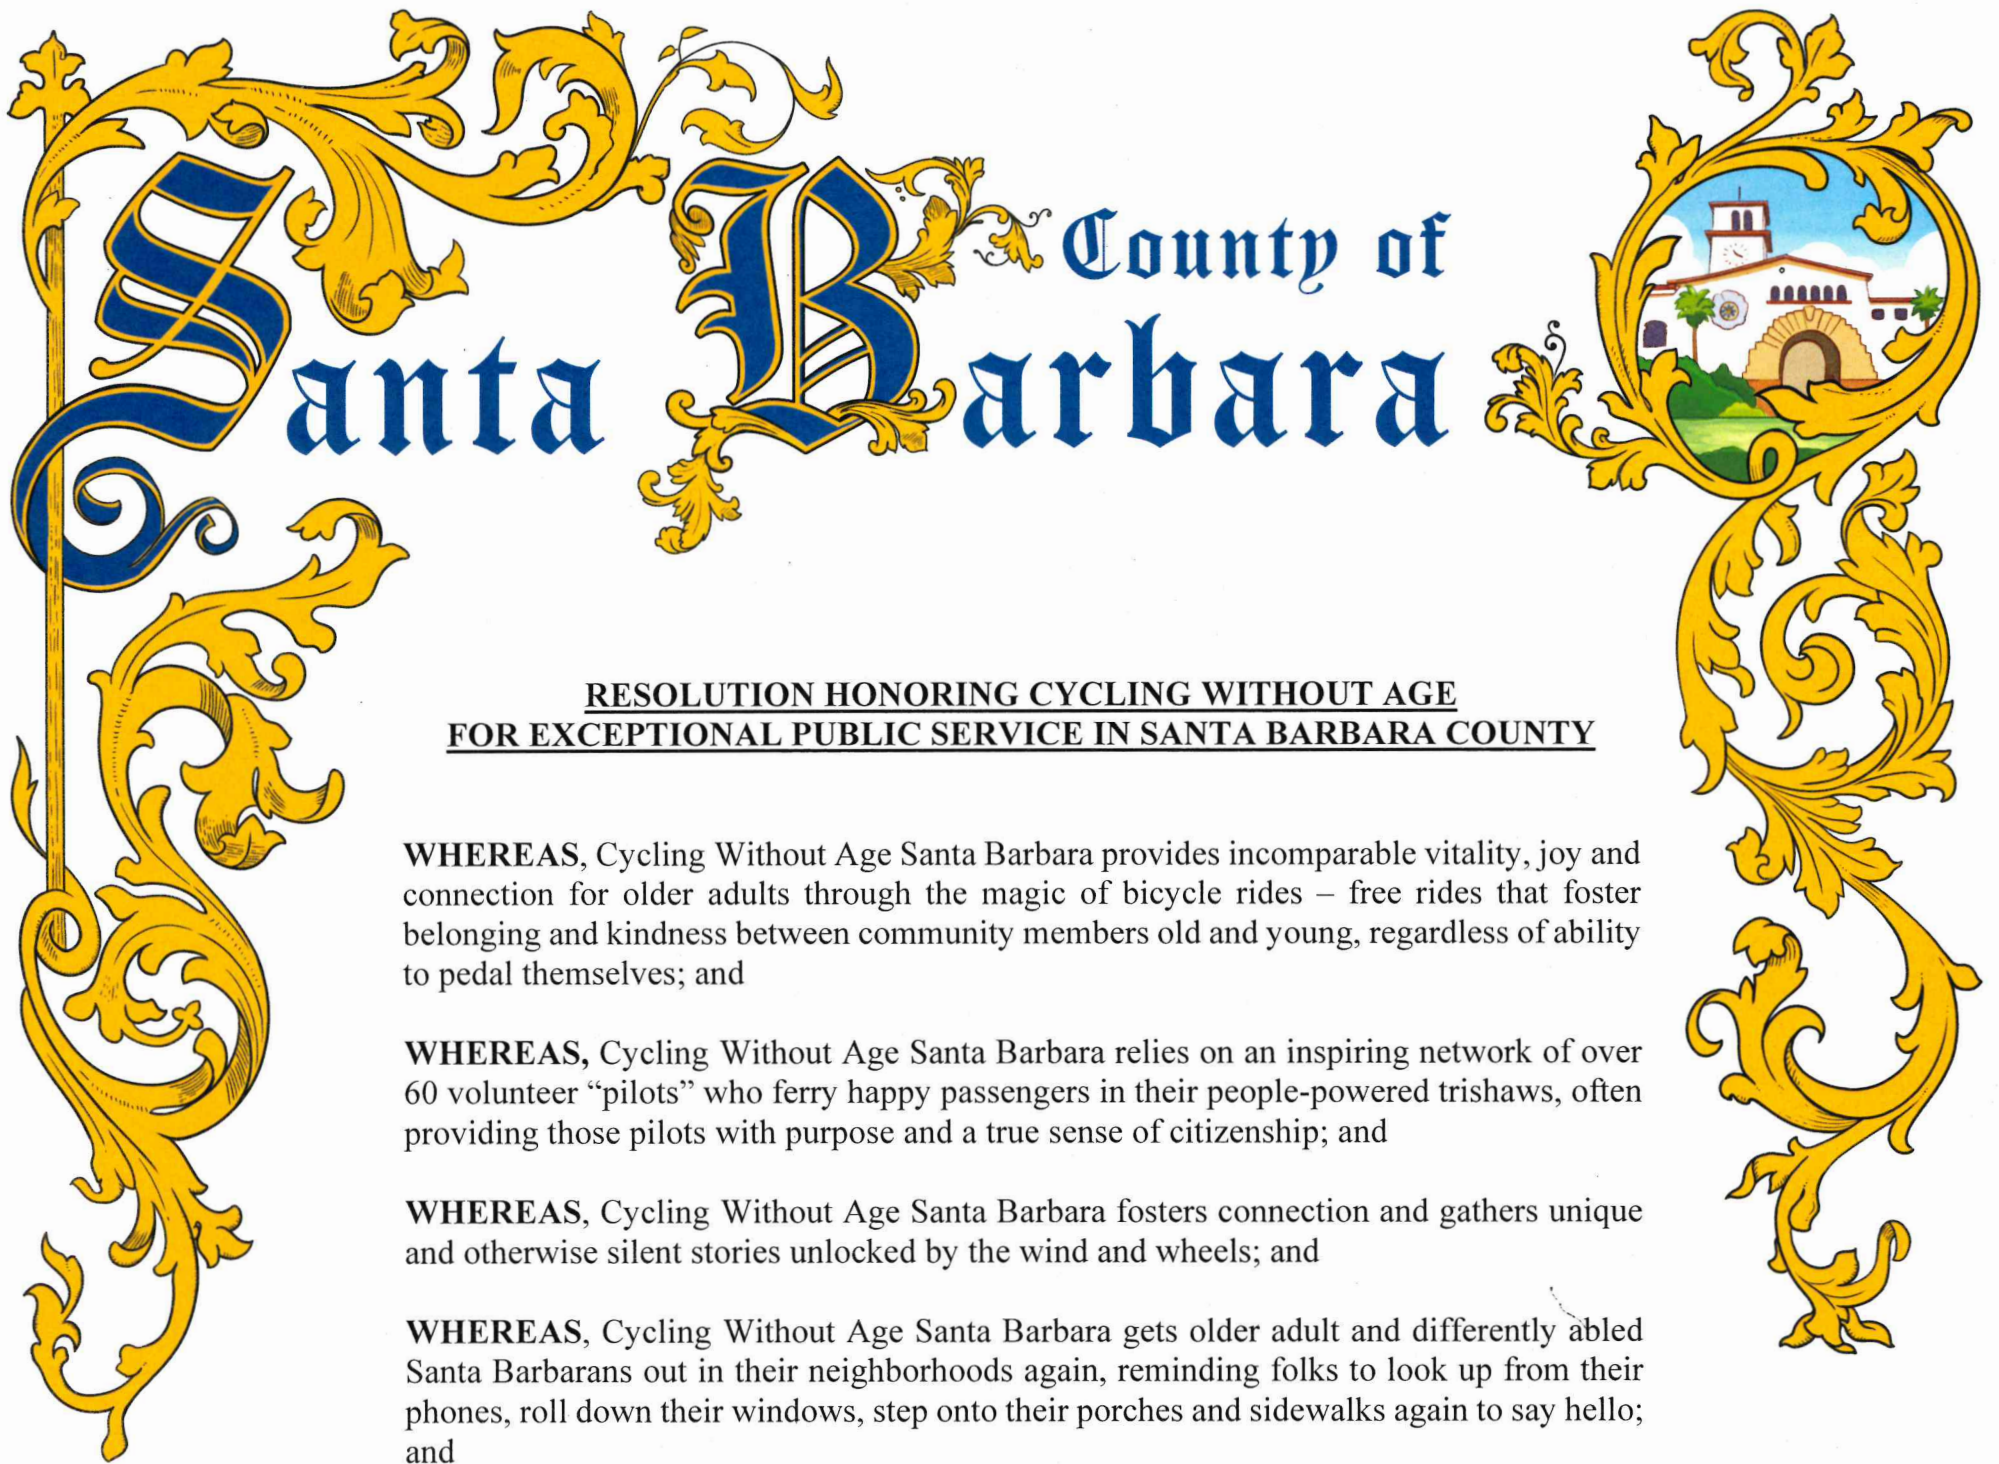 County of
Santa Barbara
RESOLUTION HONORING CYCLING WITHOUT AGE
FOR EXCEPTIONAL PUBLIC SERVICE IN SANTA BARBARA COUNTY
WHEREAS, Cycling Without Age Santa Barbara provides incomparable vitality, joy and
connection for older adults through the magic of bicycle rides – free rides that foster
belonging and kindness between community members old and young, regardless of ability
to pedal themselves; and
WHEREAS, Cycling Without Age Santa Barbara relies on an inspiring network of over
60 volunteer “pilots” who ferry happy passengers in their people-powered trishaws, often
providing those pilots with purpose and a true sense of citizenship; and
WHEREAS, Cycling Without Age Santa Barbara fosters connection and gathers unique
and otherwise silent stories unlocked by the wind and wheels; and
WHEREAS, Cycling Without Age Santa Barbara gets older adult and differently abled
Santa Barbarans out in their neighborhoods again, reminding folks to look up from their
phones, roll down their windows, step onto their porches and sidewalks again to say hello;
and